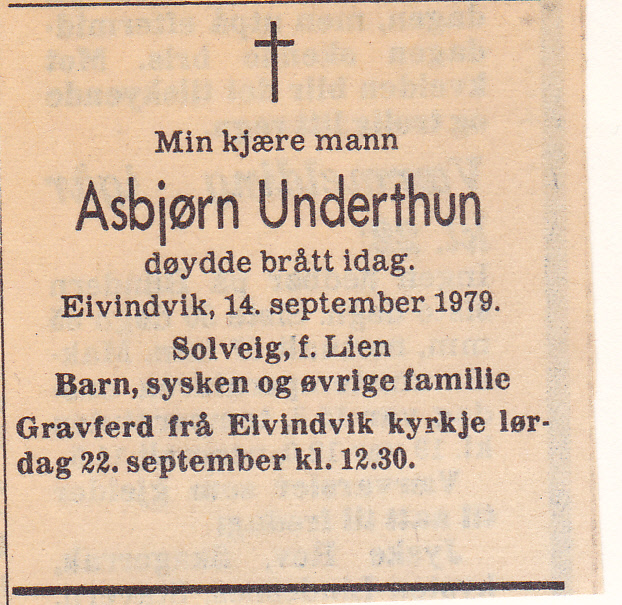 Min kjære mann
Asbjørn Underthun
døydde brått idag.
Eivindvik, 14. september 1979.
Solveig, f. Lien
Barn, sysken og øvrige familie
Gravferd frå Eivindvik kyrkje lør-
dag 22. september kl. 12.30.